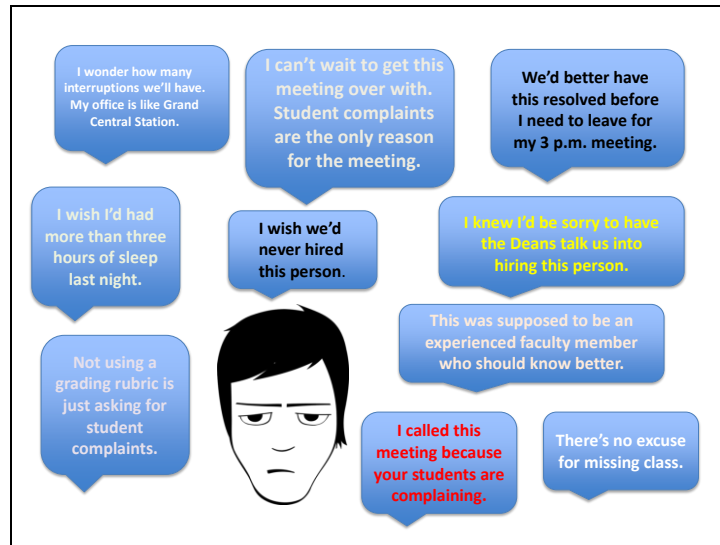 I wonder how many
interruptions we'll have.
My office is like Grand
Central Station.
I can't wait to get this
meeting over with.
Student complaints
are the only reason
for the meeting.
We'd better have
this resolved before
I need to leave for
my 3 p.m. meeting.
I wish I'd had
more than three
hours of sleep
last night.
I wish we'd
never hired
this person.
I knew I'd be sorry to have
the Deans talk us into
hiring this person.
This was supposed to be an
experienced faculty member
who should know better.
Not using a
grading rubric is
just asking for
student
complaints.
I called this
meeting because
your students are
complaining.
There's no excuse
for missing class.